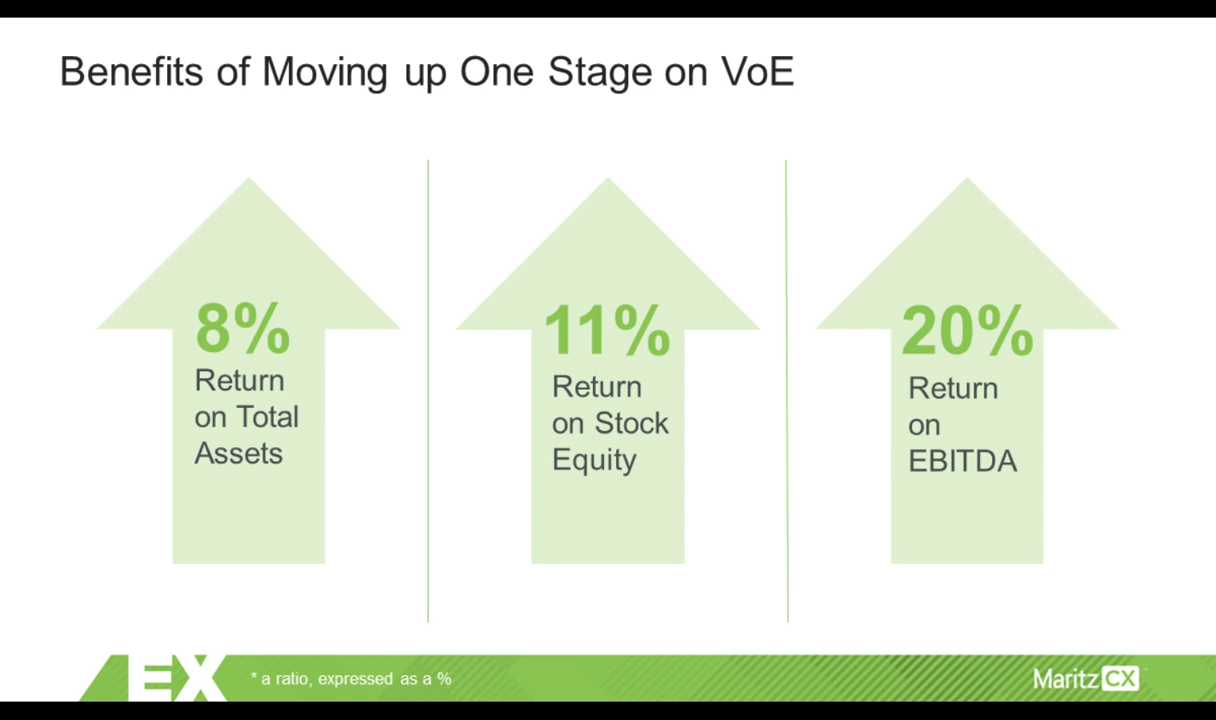 Benefits of Moving up One Stage on VoE
8%
Return
on Total
Assets
11%
Return
on Stock
Equity
20%
Return
on
EBITDA
EX
* a ratio, expressed as a %
MaritzCX